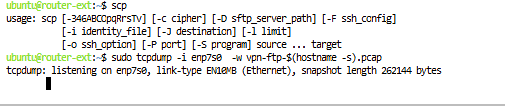 ubuntu@router-ext:~$ scp
usage: scp [-346ABCOpqRrsTv] [-c cipher] [-D sftp_server_path] [-F ssh_config]
[-i identity_file] [-J destination] [-l limit]
[-o ssh_option] [-P port] [-S program] source ... target
ubuntu@router-ext:~$ sudo tcpdump -i enp7s0 -w vpn-ftp-$(hostname -s).pcap
tcpdump: listening on enp7s0, link-type EN10MB (Ethernet), snapshot length 262144 bytes